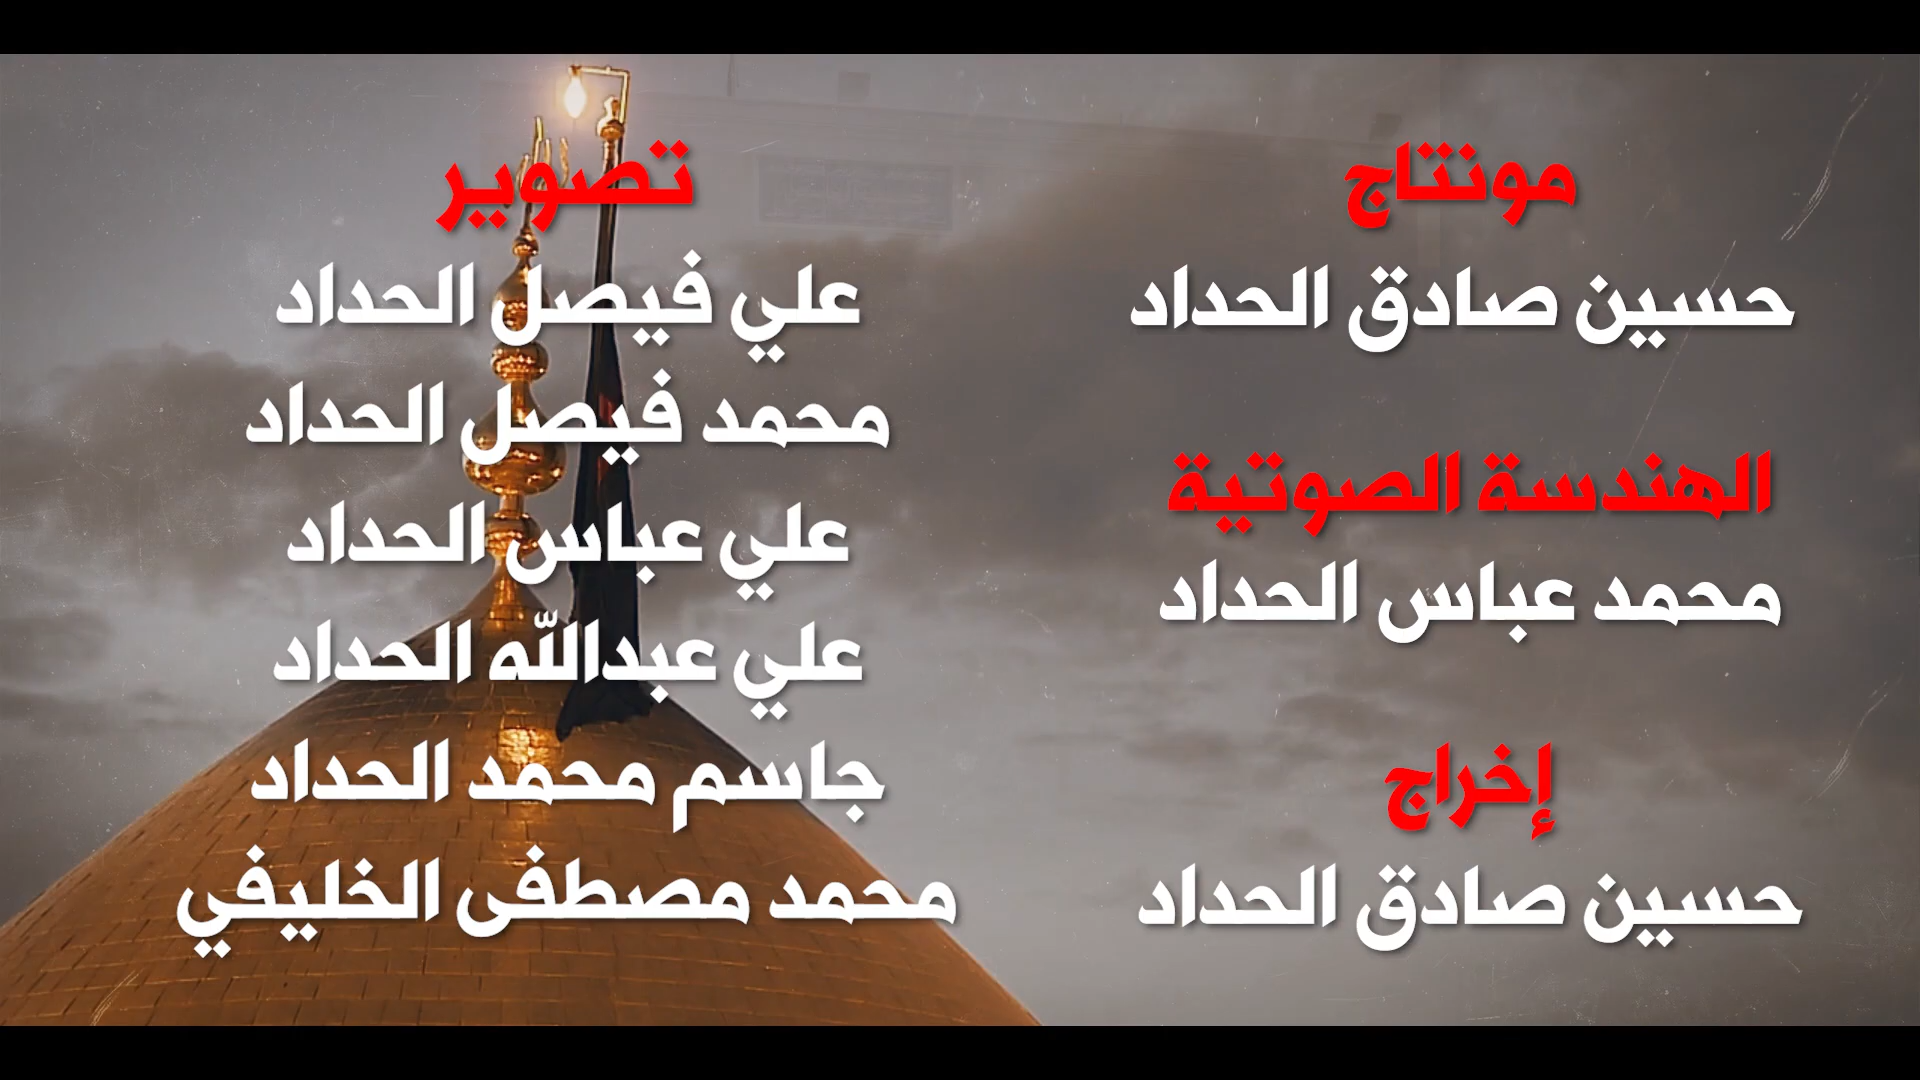 مونتاج
حسين صادق الحداد
الهندسة الصوتية
محمد عباس الحداد
إخراج
حسين صادق الحداد
تصوير
علي فيصل الحداد
محمد فيصل الحداد
علي عباس الحداد
علي عبدالله الحداد
جاسم محمد الحداد
محمد مصطفى الخليفي